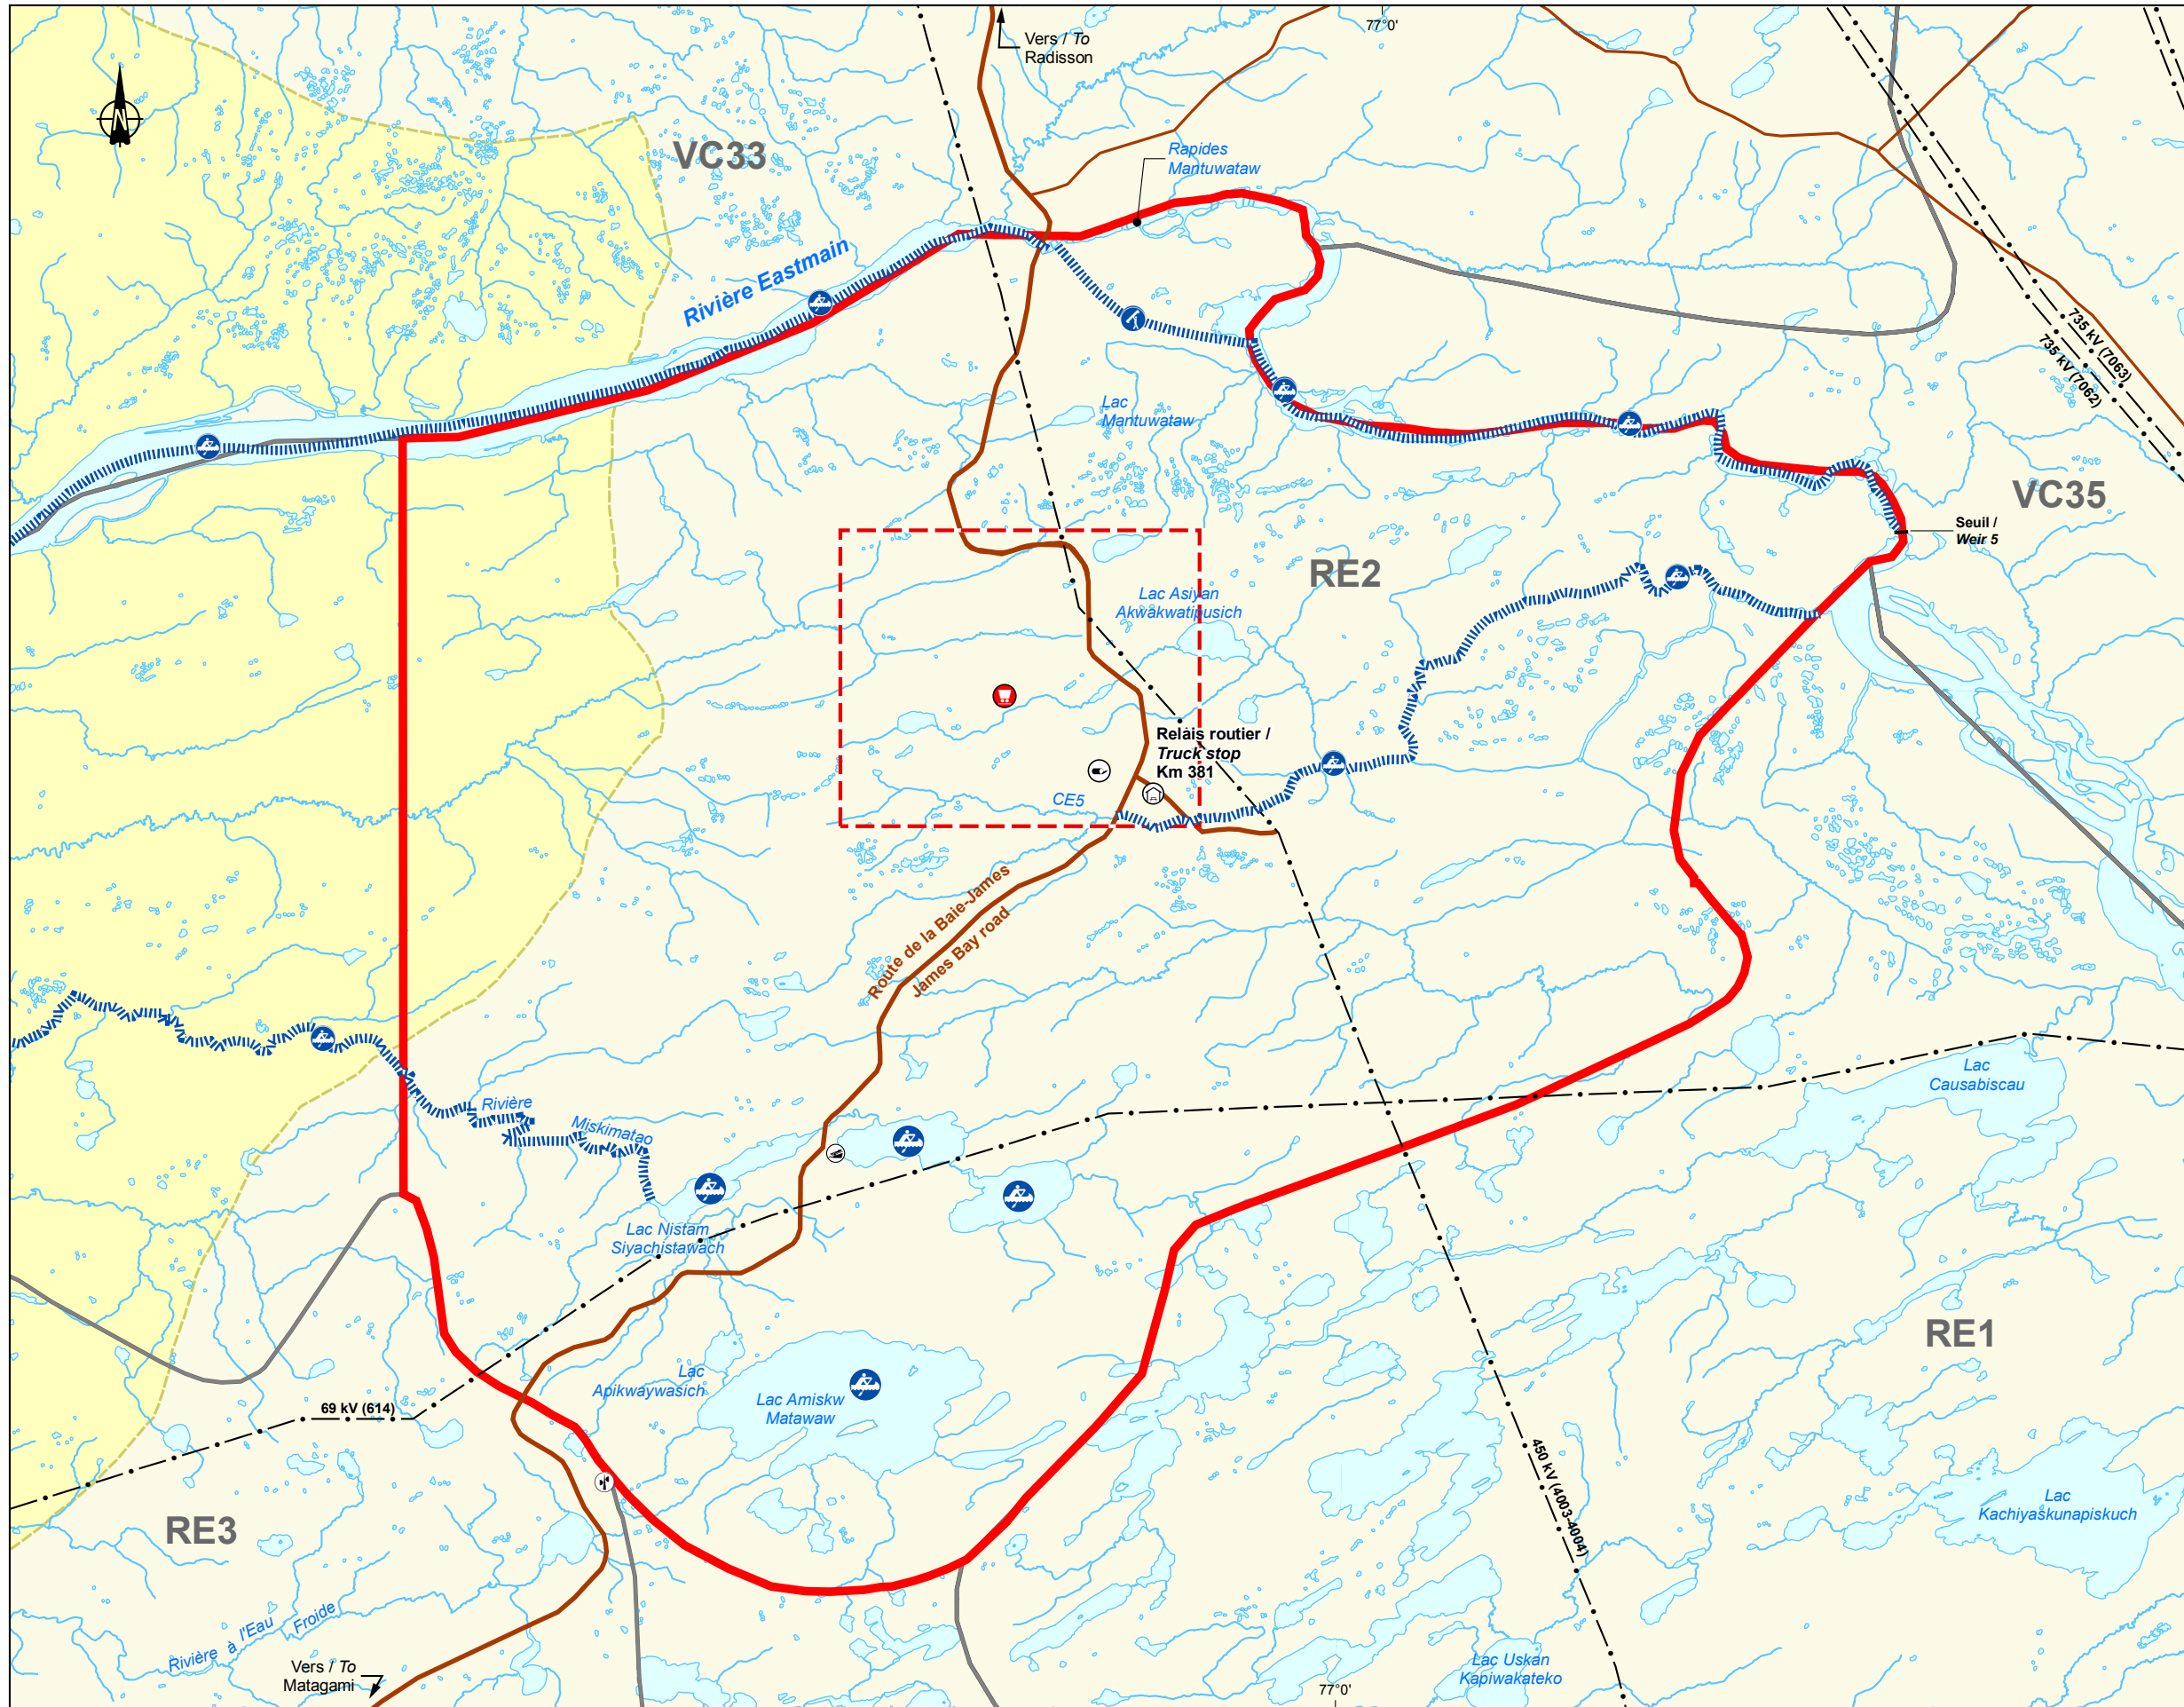 77°0'
Vers / To
Radisson
VC33
Rapides
Mantuwataw
Rivière Eastmain
735 kV (7063)
735 kV (7062)
Lac
Mantuwataw
VC35
Seuil /
Weir 5
RE2
Lac Asiyan
Akwakwatipusich
Relais routier /
Truck stop
Km 381
CE5
Route de la Baie-James
James Bay road
Lac
Causabiscau
Rivière
Miskimatao
Lac Nistam
Siyachistawach
RE1
Lac
Apikwaywasich
Lac Amiskw
Matawaw
69 kV (614)
450 kV (4003-4004)
Lac
Kachiyaskunapiskuch
RE3
Rivière à l'Eau Froide
Vers / To
Matagami
Lac Uskan
Kapiwakateko
77°0'
N